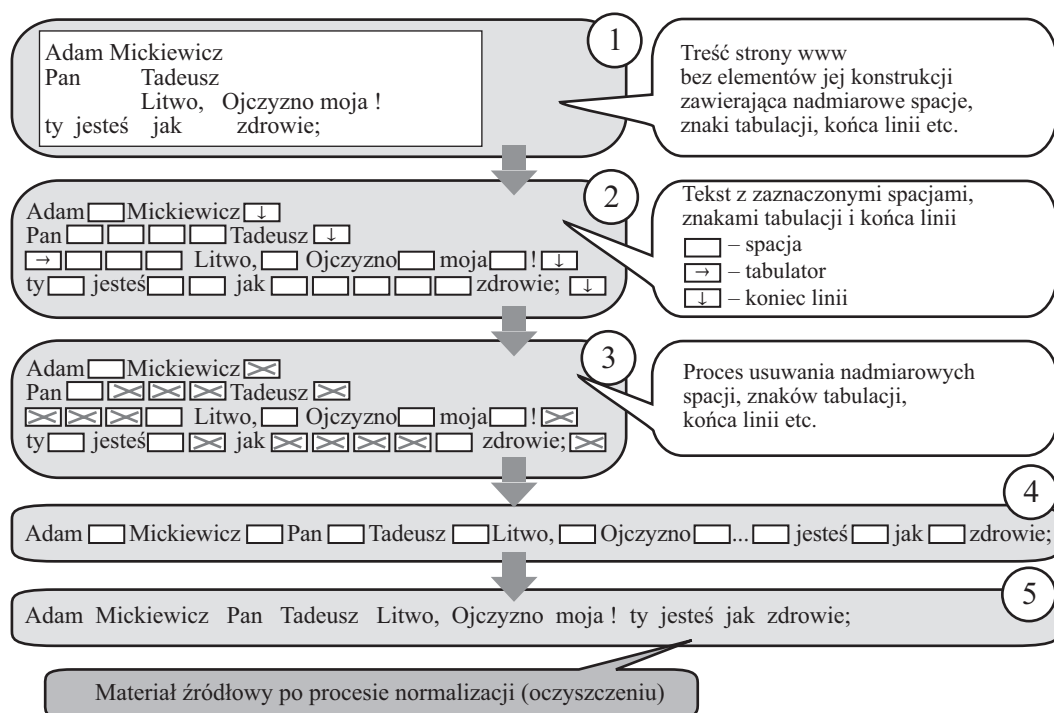 1
Adam Mickiewicz
Pan Tadeusz
Litwo, Ojczyzno moja !
ty jesteś jak zdrowie;
Treść strony www
bez elementów jej konstrukcji
zawierająca nadmiarowe spacje,
znaki tabulacji, końca linii etc.
2
Adam Mickiewicz ↓
Pan Tadeusz ↓
→ Litwo, Ojczyzno moja ! ↓
ty jesteś jak zdrowie; ↓
Tekst z zaznaczonymi spacjami,
znakami tabulacji i końca linii
– spacja
→ – tabulator
↓ – koniec linii
3
Adam Mickiewicz
Pan Tadeusz
Litwo, Ojczyzno moja !
ty jesteś jak zdrowie;
Proces usuwania nadmiarowych
spacji, znaków tabulacji,
końca linii etc.
4
Adam Mickiewicz Pan Tadeusz Litwo, Ojczyzno ... jesteś jak zdrowie;
5
Adam Mickiewicz Pan Tadeusz Litwo, Ojczyzno moja ! ty jesteś jak zdrowie;
Materiał źródłowy po procesie normalizacji (oczyszczeniu)